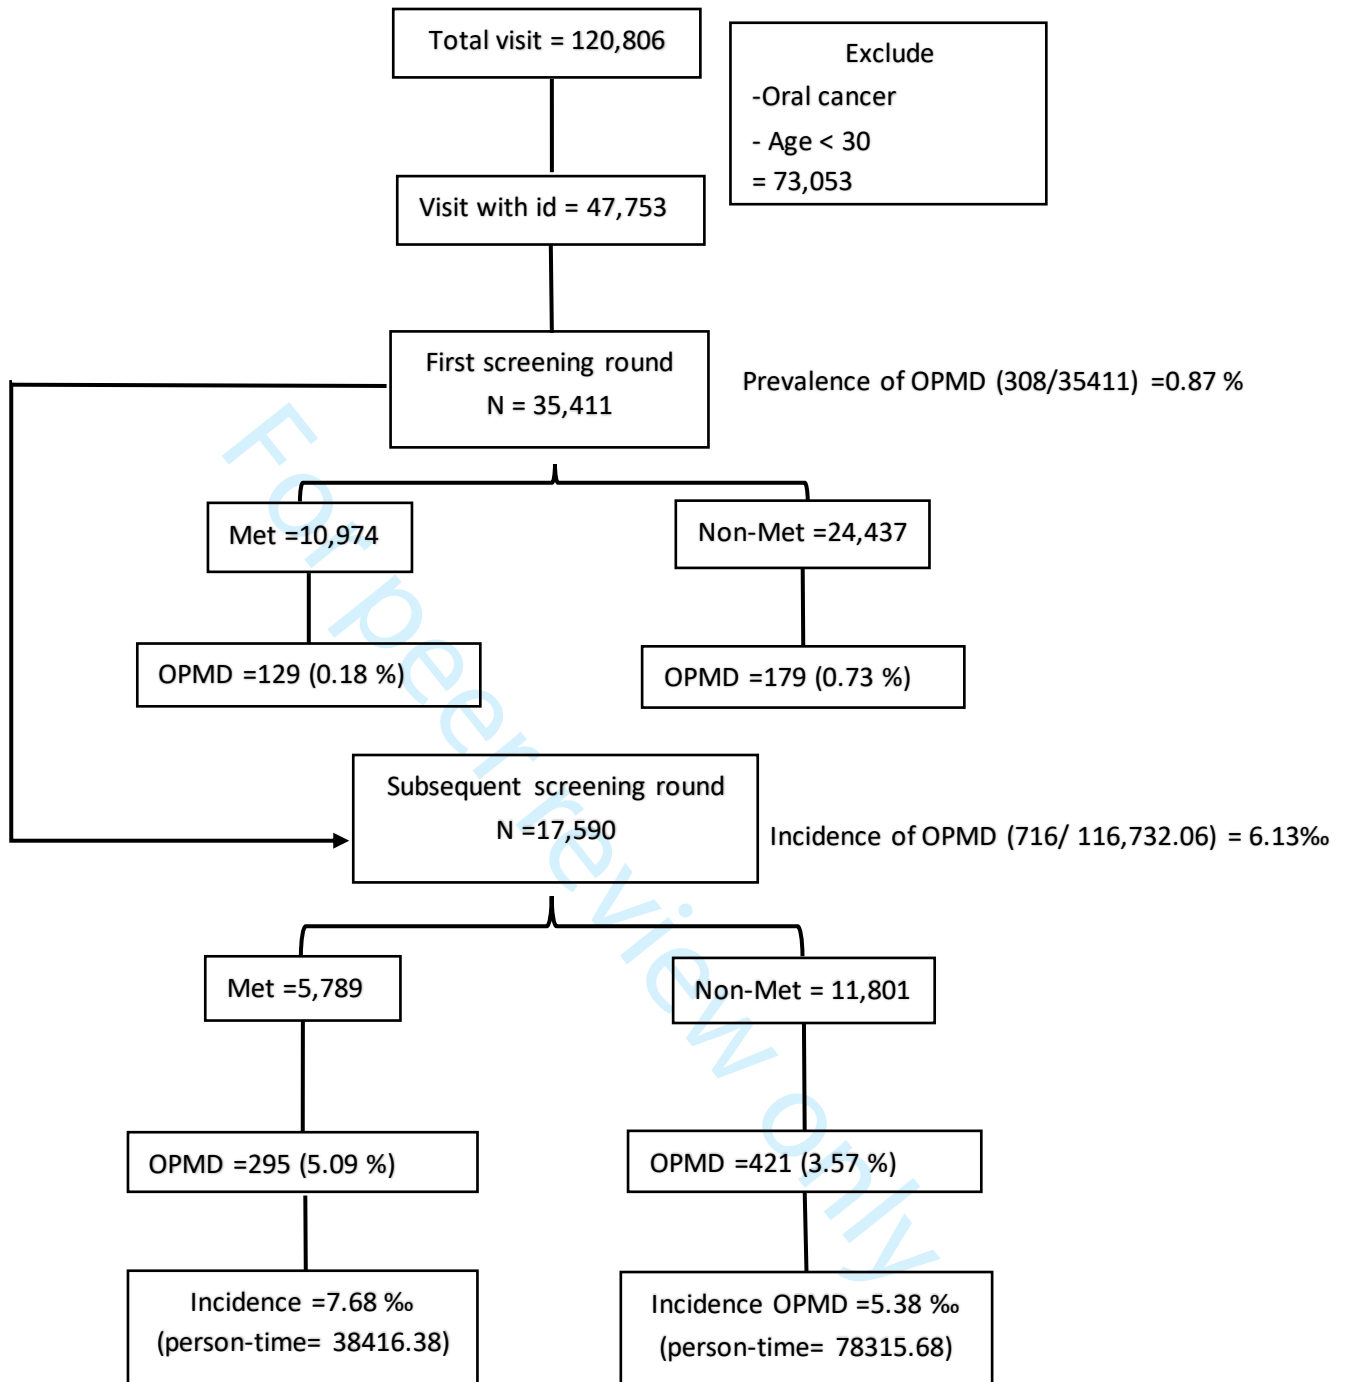 Total visit = 120,806
Exclude
-Oral cancer
- Age < 30
= 73,053
Visit with id = 47,753
First screening round
N = 35,411
Prevalence of OPMD (308/35411) =0.87 %
Met =10,974
Non-Met =24,437
OPMD =129 (0.18 %)
OPMD =179 (0.73 %)
Subsequent screening round
N =17,590
Incidence of OPMD (716/ 116,732.06) = 6.13‰
Met =5,789
Non-Met = 11,801
OPMD =295 (5.09 %)
OPMD =421 (3.57 %)
Incidence =7.68 ‰
(person-time= 38416.38)
Incidence OPMD =5.38 ‰
(person-time= 78315.68)
For peer review only